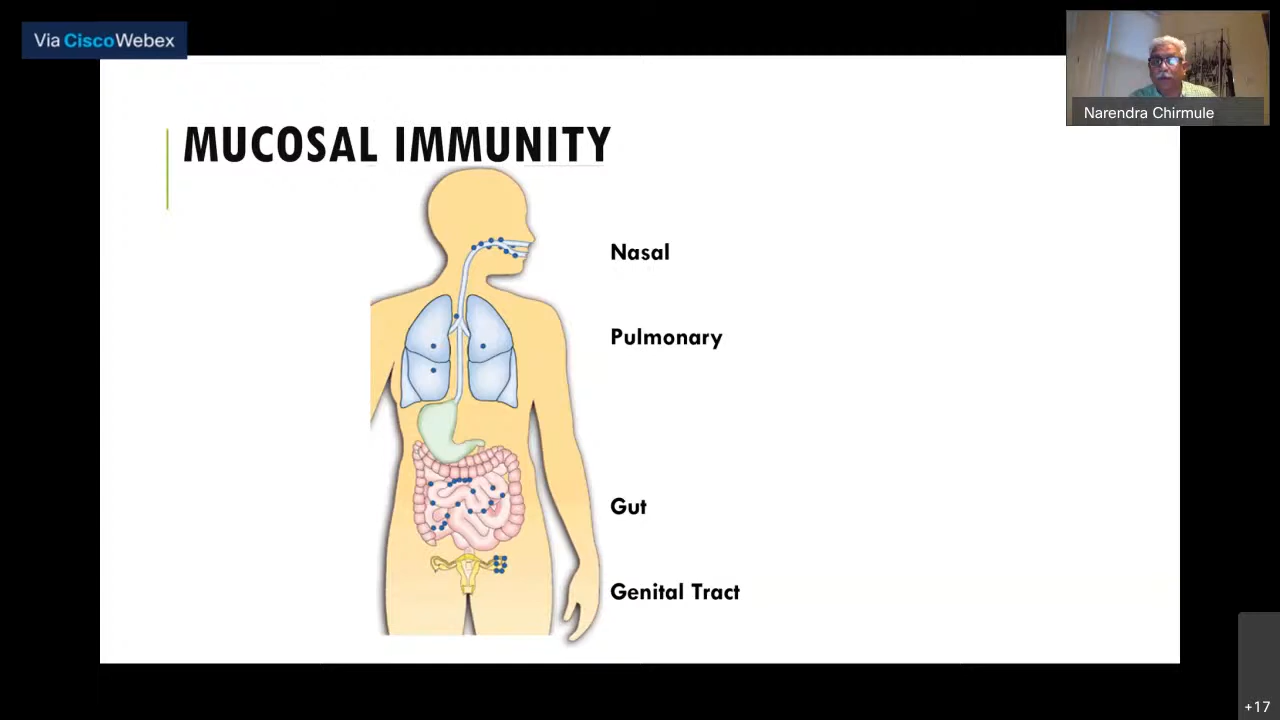 Via Cisco Webex
Narendra Chirmule
MUCOSAL IMMUNITY
Nasal
Pulmonary
Gut
Genital Tract
+17